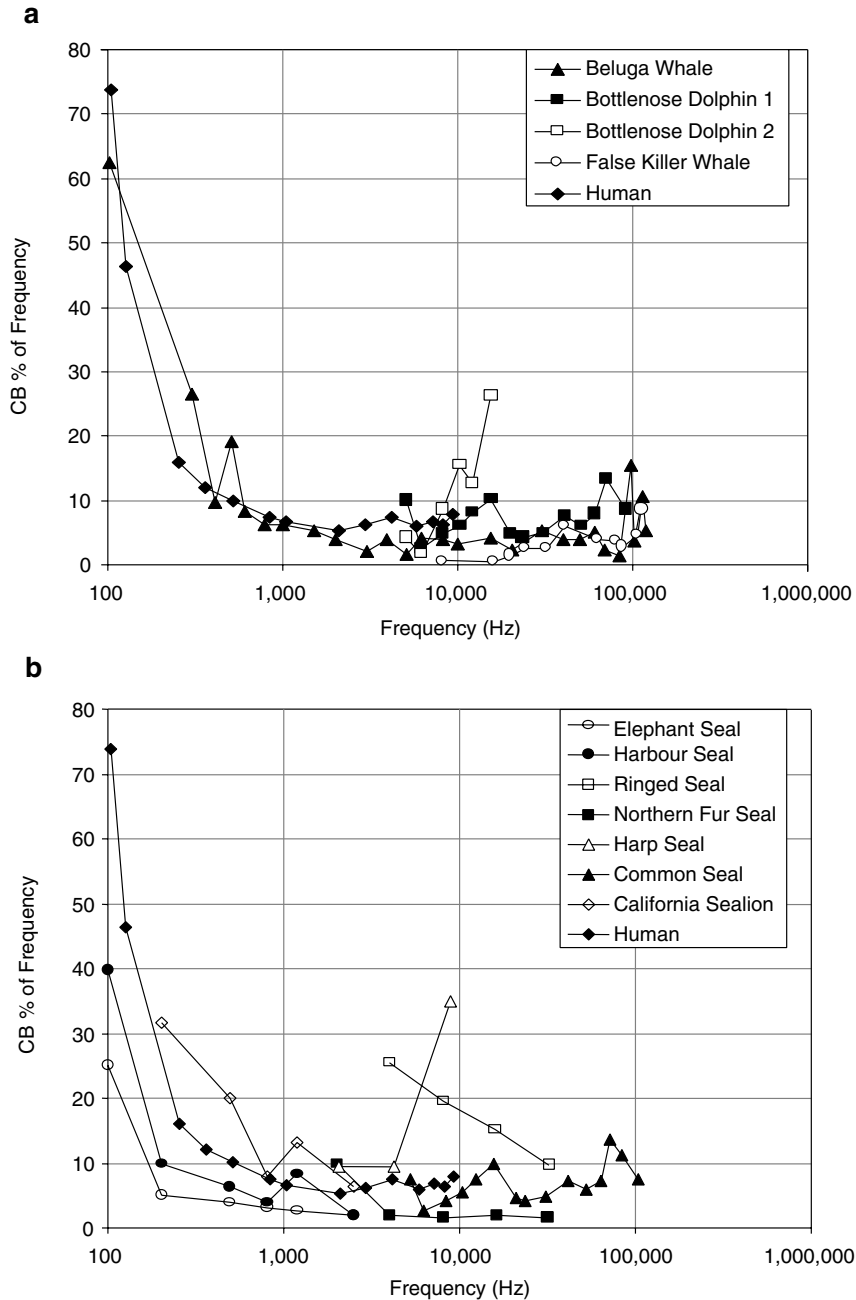 a
80
70
60
50
40
30
20
10
0
CB % of Frequency
Beluga Whale
Bottlenose Dolphin 1
Bottlenose Dolphin 2
False Killer Whale
Human
100 1,000 10,000 100,000 1,000,000
Frequency (Hz)
b
80
70
60
50
40
30
20
10
0
CB % of Frequency
Elephant Seal
Harbour Seal
Ringed Seal
Northern Fur Seal
Harp Seal
Common Seal
California Sealion
Human
100 1,000 10,000 100,000 1,000,000
Frequency (Hz)